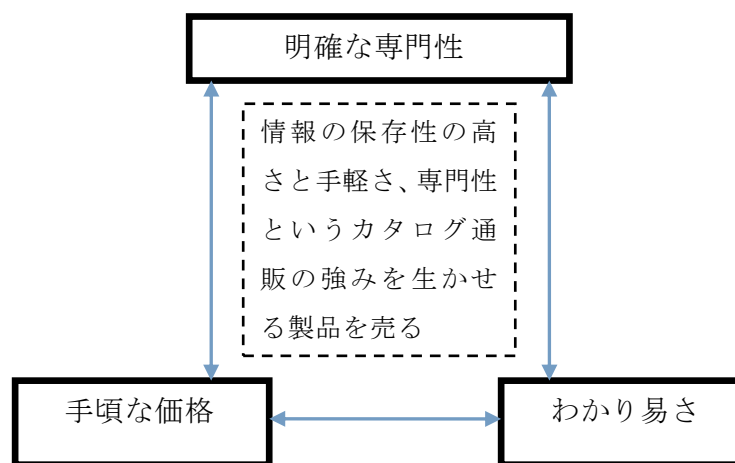 明確な専門性
情報の保存性の高
さと手軽さ、専門性
というカタログ通
販の強みを生かせ
る製品を売る
手頃な価格
わかり易さ